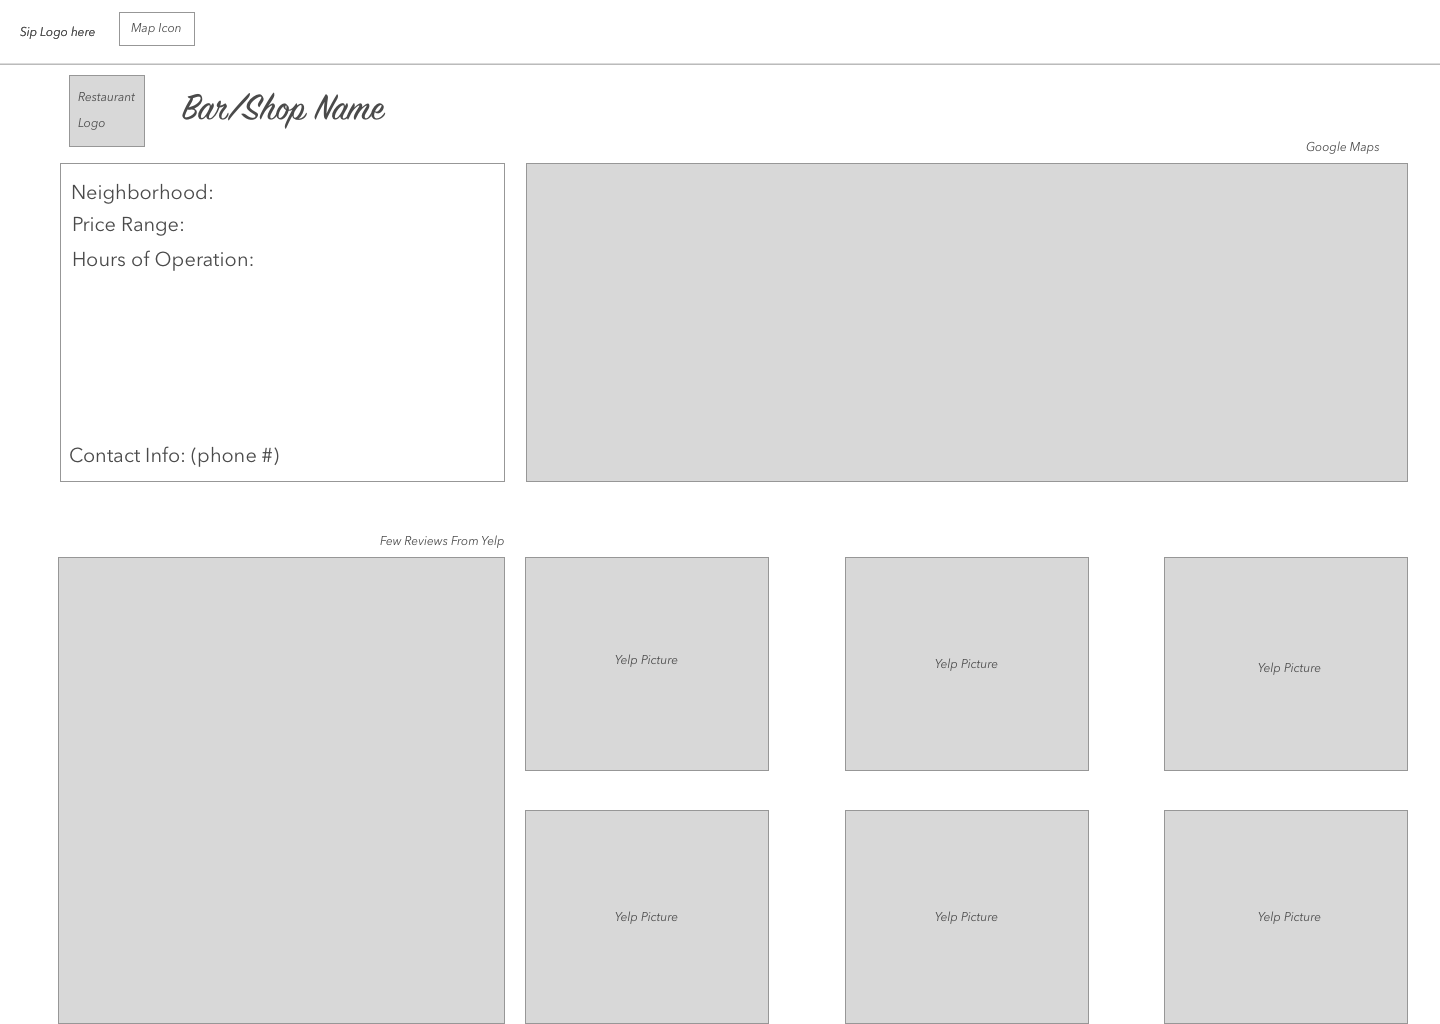 Sip Logo here
Map Icon
Restaurant
Logo
Bar/Shop Name
Google Maps
Neighborhood:
Price Range:
Hours of Operation:
Contact Info: (phone #)
Few Reviews From Yelp
Yelp Picture
Yelp Picture
Yelp Picture
Yelp Picture
Yelp Picture
Yelp Picture